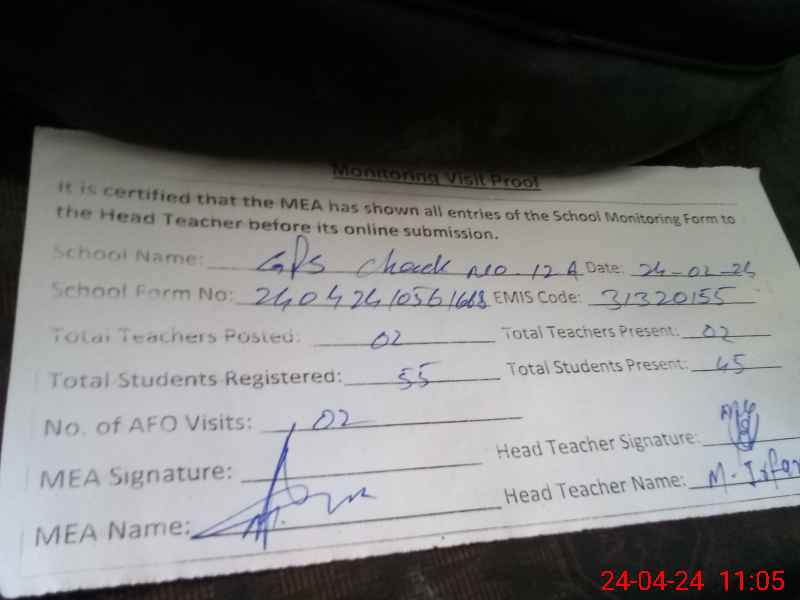 Monitoring Visit Proof
It is certified that the MEA has shown all entries of the School Monitoring Form to
the Head Teacher before its online submission.
School Name: GPS Chack NO. 12 A Date: 24-02-24
School Form No: 24042410561668 EMIS Code: 31320155
Total Teachers Posted: 02 Total Teachers Present: 02
Total Students Registered: 55 Total Students Present: 45
No. of AFO Visits: 02
Head Teacher Signature:
MEA Signature:
Head Teacher Name: M. Irfan
MEA Name:
24-04-24 11:05